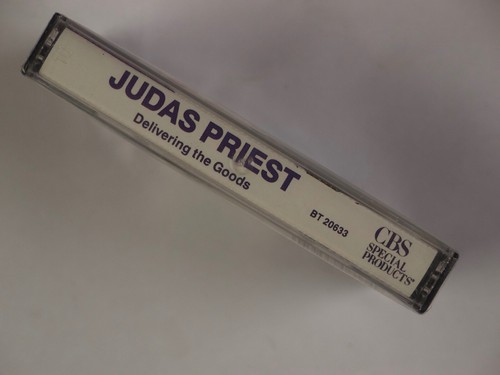 JUDAS PRIEST
Delivering the Goods
BT 20633
CBS
SPECIAL
PRODUCTS